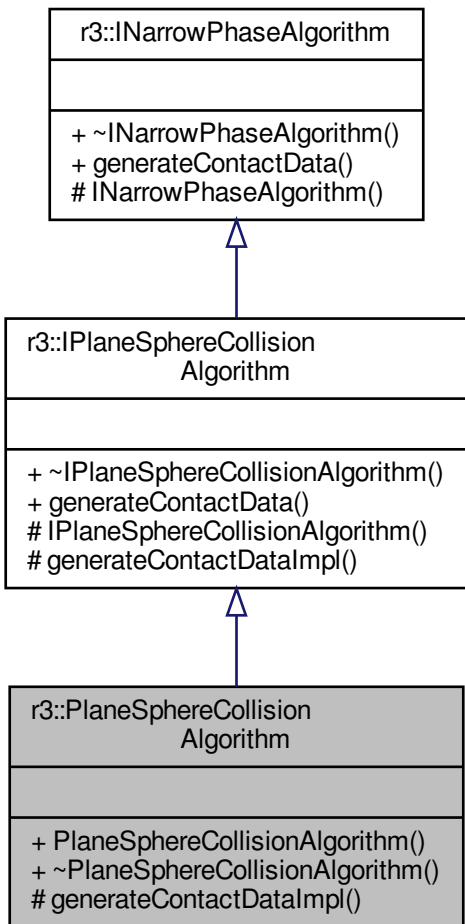 r3::INarrowPhaseAlgorithm
+ ~INarrowPhaseAlgorithm()
+ generateContactData()
# INarrowPhaseAlgorithm()
r3::IPlaneSphereCollision
Algorithm
+ ~IPlaneSphereCollisionAlgorithm()
+ generateContactData()
# IPlaneSphereCollisionAlgorithm()
# generateContactDataImpl()
r3::PlaneSphereCollision
Algorithm
+ PlaneSphereCollisionAlgorithm()
+ ~PlaneSphereCollisionAlgorithm()
# generateContactDataImpl()